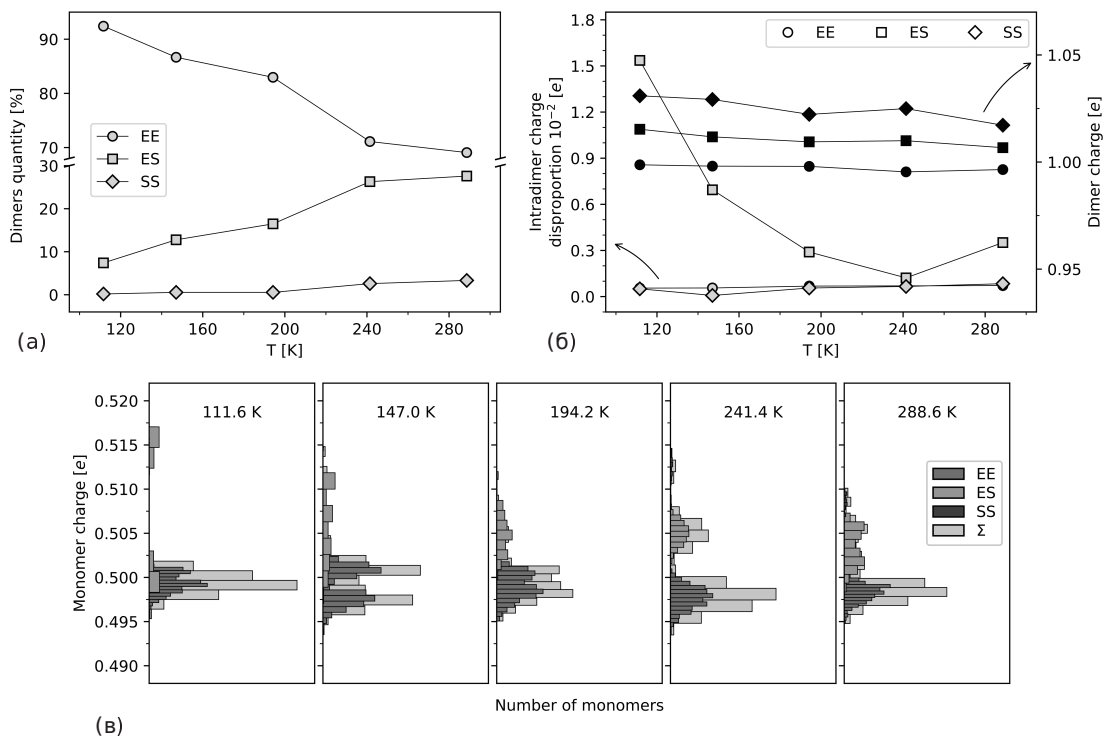 90
80
70
30
20
10
0
Dimers quantity [%]
EE
ES
SS
120
160
200
240
280
T [K]
(а)
1.8
1.5
1.2
0.9
0.6
0.3
0.0
Intradimer charge
disproportion 10⁻² [e]
EE
ES
SS
1.05
1.00
0.95
Dimer charge [e]
120
160
200
240
280
T [K]
(б)
0.520
0.515
0.510
0.505
0.500
0.495
0.490
Monomer charge [e]
111.6 K
147.0 K
194.2 K
241.4 K
288.6 K
EE
ES
SS
Σ
Number of monomers
(в)